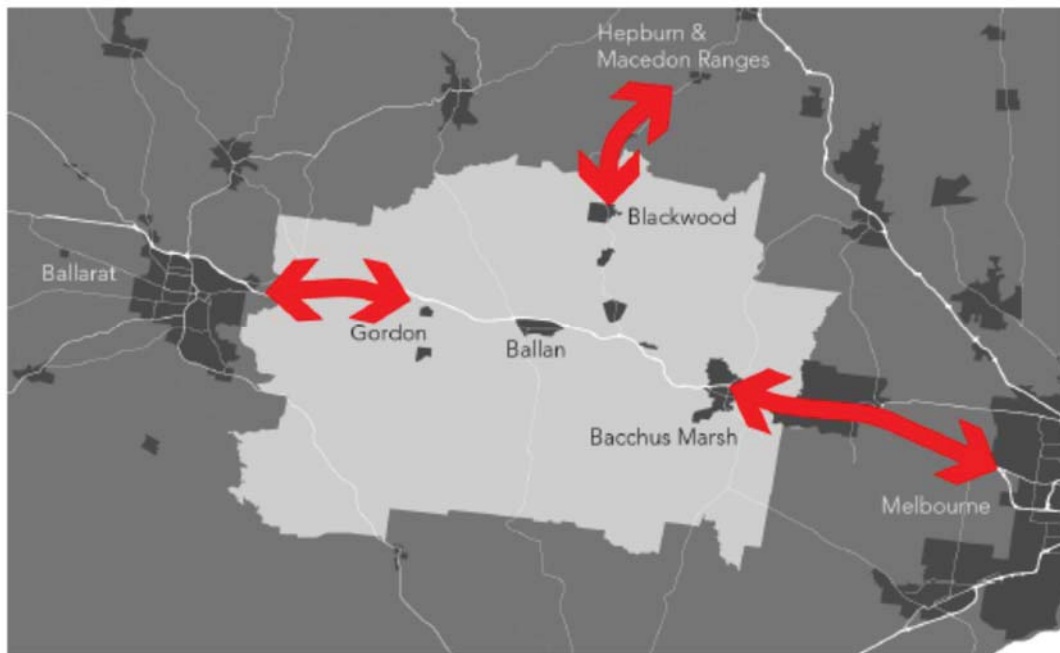 Hepburn &
Macedon Ranges
Blackwood
Ballarat
Gordon
Ballan
Bacchus Marsh
Melbourne